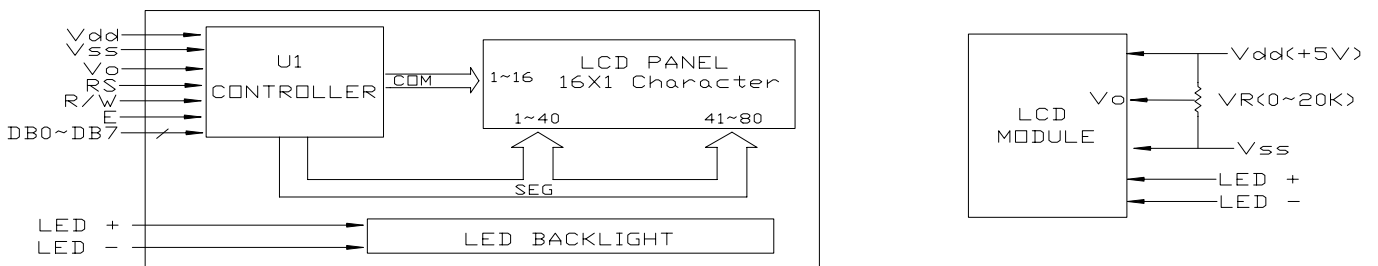 Vdd
Vss
Vo
RS
R/W
E
DB0~DB7
U1
CONTROLLER
COM
LCD PANEL
1~16
16X1 Character
1~40
41~80
SEG
LED +
LED -
LED BACKLIGHT
LCD
MODULE
Vdd(+5V)
Vo
VR(0~20K)
Vss
LED +
LED -